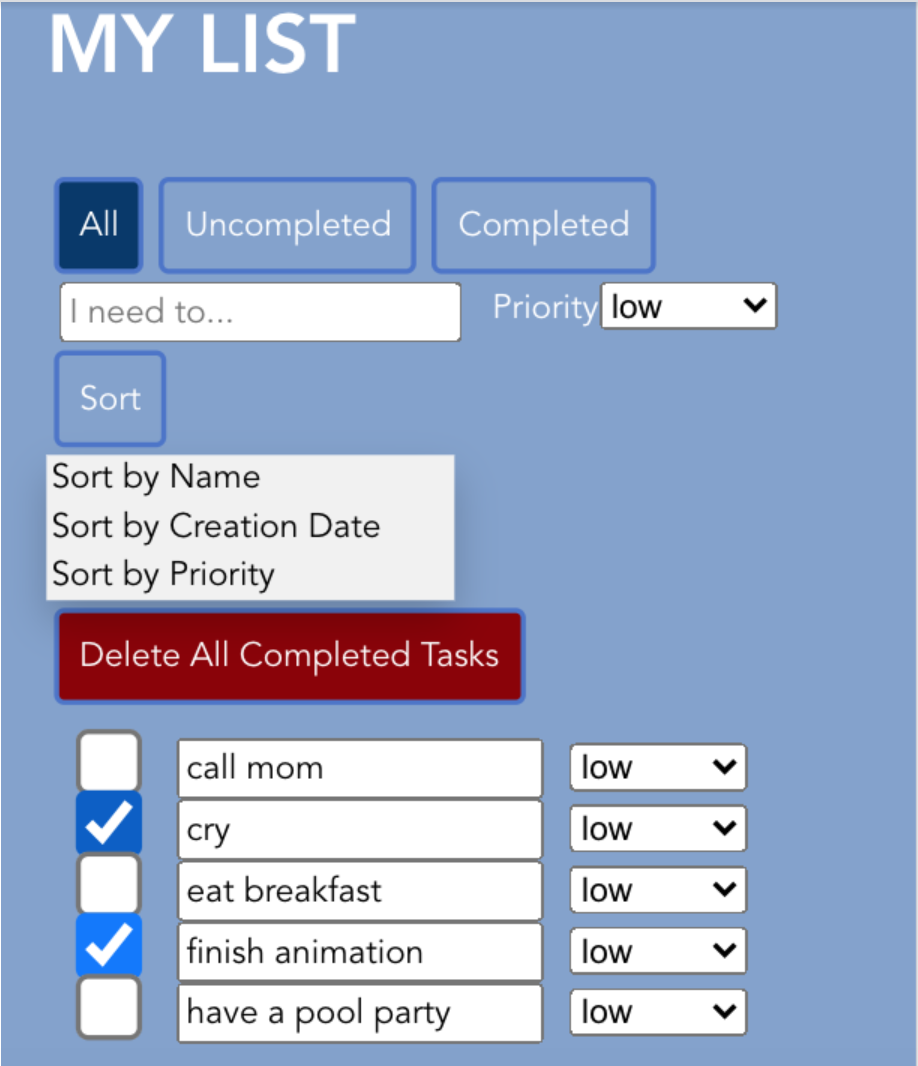 MY LIST
All Uncompleted Completed
I need to... Priority low
Sort
Sort by Name
Sort by Creation Date
Sort by Priority
Delete All Completed Tasks
call mom low
cry low
eat breakfast low
finish animation low
have a pool party low